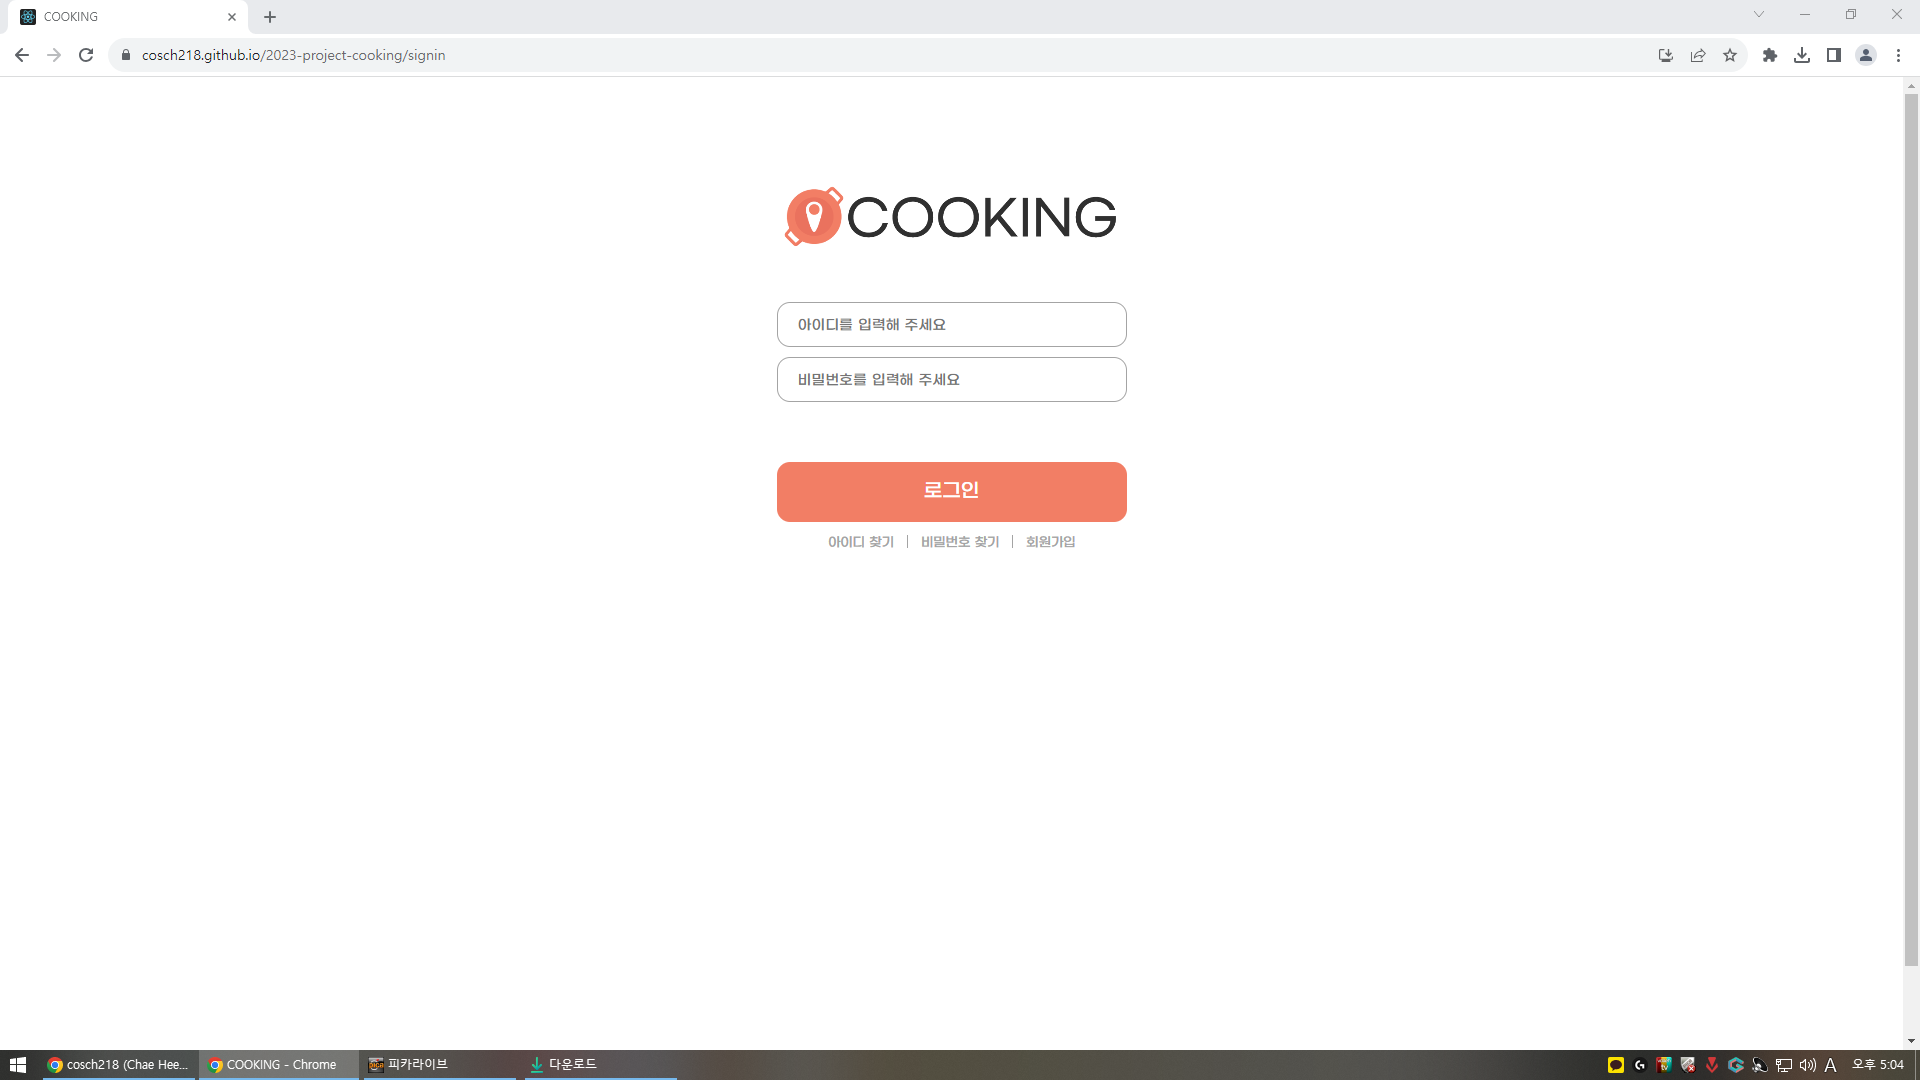 COOKING
cosch218.github.io/2023-project-cooking/signin
COOKING
아이디를 입력해 주세요
비밀번호를 입력해 주세요
로그인
아이디 찾기 | 비밀번호 찾기 | 회원가입
cosch218 (Chae Hee... COOKING - Chrome 피카라이브 다운로드 A 오후 5:04